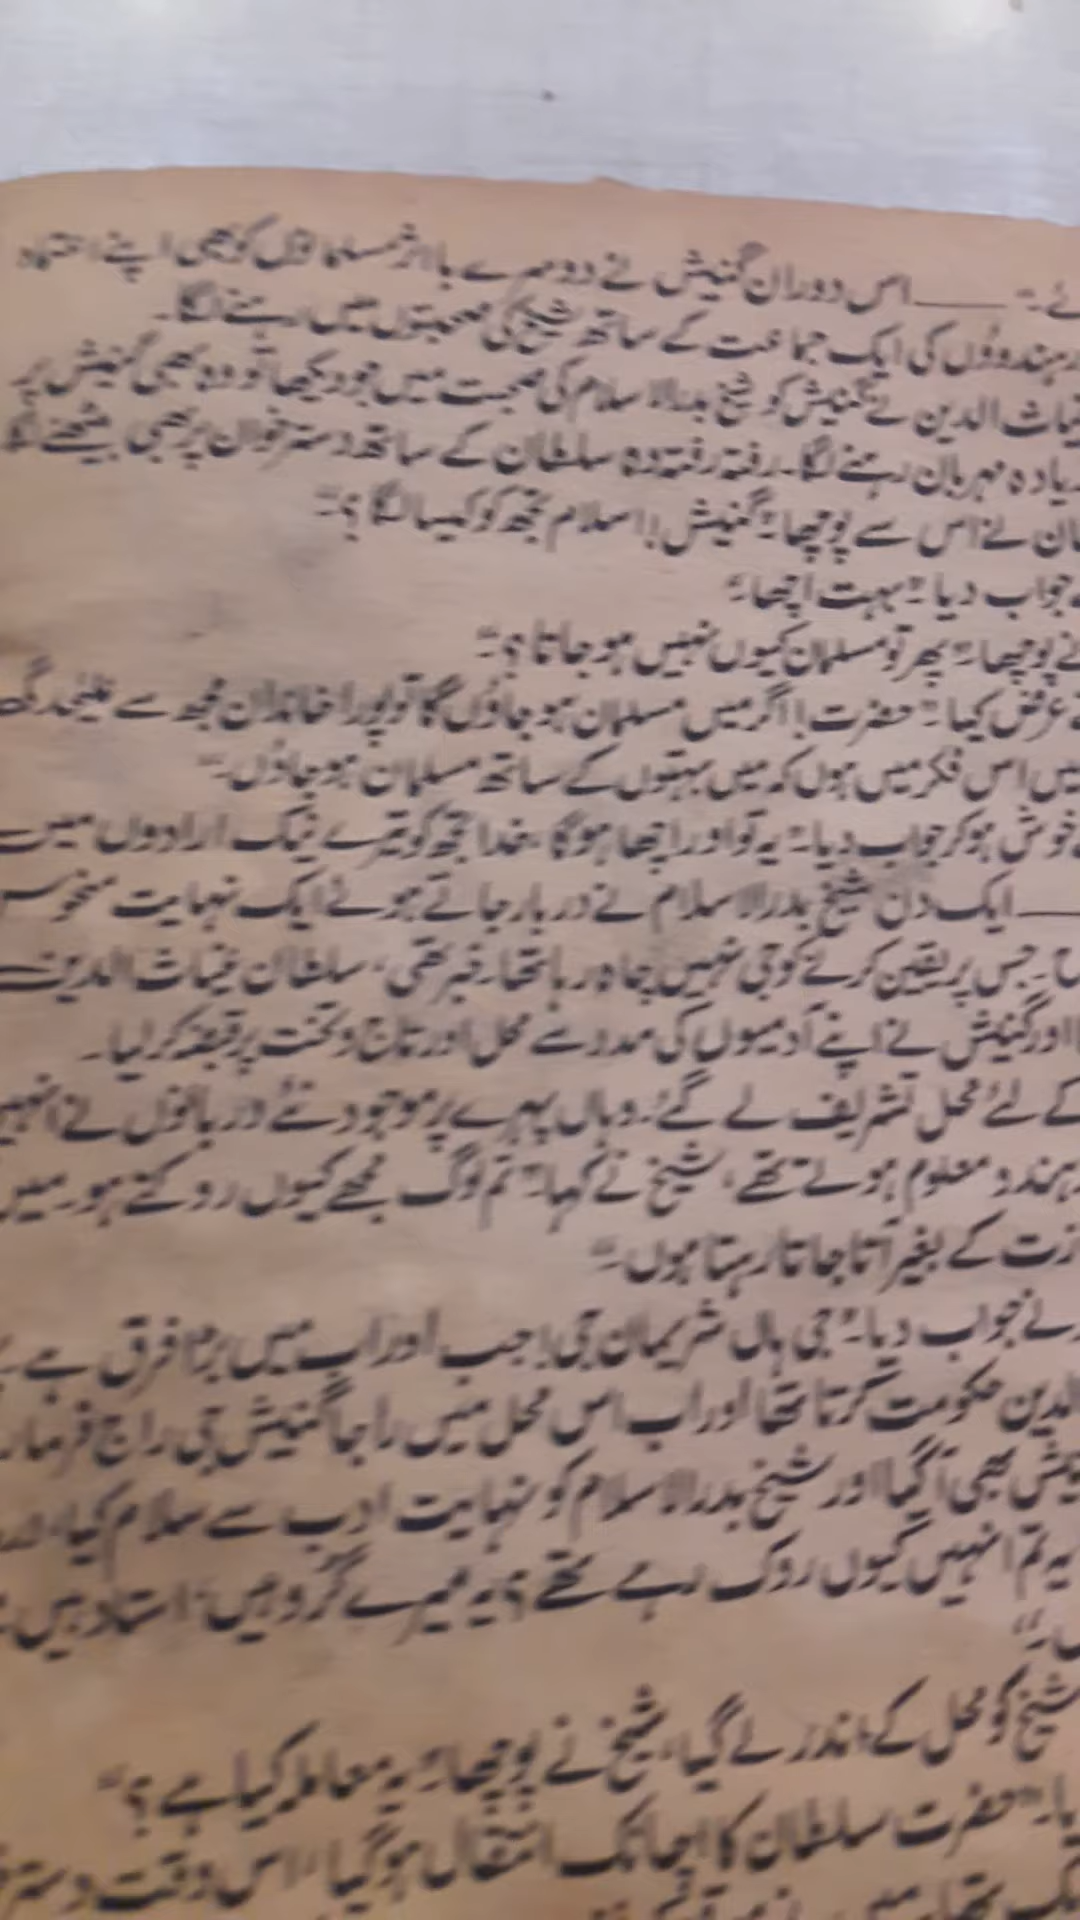 ئے۔" ——— اس دوران گنیش نے دوسرے بااثر مسلمانوں کو بھی اپنے اعتماد
ہندوؤں کی ایک جماعت کے ساتھ شیخ کی صحبتوں میں رہنے لگا۔
غیاث الدین نے گنیش کو شیخ بدرالاسلام کی صحبت میں جو دیکھا تو وہ بھی گنیش پر
زیادہ مہربان رہنے لگا۔ رفتہ رفتہ وہ سلطان کے ساتھ دسترخوان پر بھی بیٹھنے لگا
ان نے اس سے پوچھا۔ "گنیش! اسلام تجھ کو کیسا لگا؟"
جواب دیا۔ "بہت اچھا۔"
نے پوچھا۔ "پھر تو مسلمان کیوں نہیں ہو جاتا؟"
عرض کیا۔ "حضرت! اگر میں مسلمان ہو جاؤں گا تو پورا خاندان مجھ سے علیحدگی
میں اس فکر میں ہوں کہ میں بہتوں کے ساتھ مسلمان ہو جاؤں۔"
خوش ہو کر جواب دیا۔ "یہ تو اور اچھا ہوگا، خدا تجھ کو تیرے نیک ارادوں میں
——— ایک دن شیخ بدرالاسلام نے دربار جاتے ہوئے ایک نہایت منحوس
جس پر یقین کرنے کو جی نہیں چاہ رہا تھا۔ خبر تھی، سلطان غیاث الدین
اور گنیش نے اپنے آدمیوں کی مدد سے محل اور تاج و تخت پر قبضہ کر لیا۔
کے لئے محل تشریف لے گئے۔ وہاں پہرے پر موجود نئے دربانوں نے انہیں
ہندو معلوم ہوتے تھے، شیخ نے کہا۔ "تم لوگ مجھے کیوں روکتے ہو۔ میں
زت کے بغیر آتا جاتا رہتا ہوں۔"
نے جواب دیا۔ "جی ہاں شریمان جی! جب اور اب میں بڑا فرق ہے۔
الدین حکومت کرتا تھا اور اب اس محل میں راجا گنیش جی راج فرما
بھی آ گیا اور شیخ بدرالاسلام کو نہایت ادب سے سلام کیا، اور
یہ تم انہیں کیوں روک رہے تھے؟ یہ میرے گرو ہیں، استاد ہیں
ں۔"
شیخ کو محل کے اندر لے گیا، شیخ نے پوچھا۔ "یہ معاملہ کیا ہے؟"
یا۔ "حضرت سلطان کا اچانک انتقال ہو گیا، اس وقت